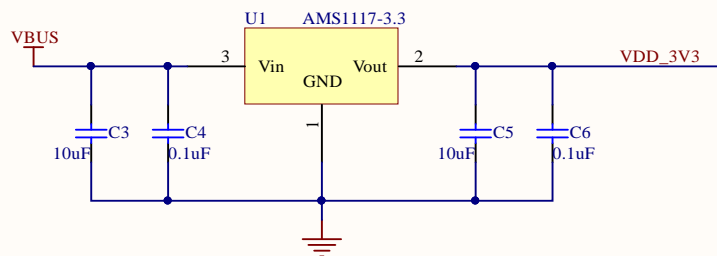 U1 AMS1117-3.3
VBUS
3 Vin Vout 2 VDD_3V3
GND
1
C3 C4 C5 C6
10uF 0.1uF 10uF 0.1uF